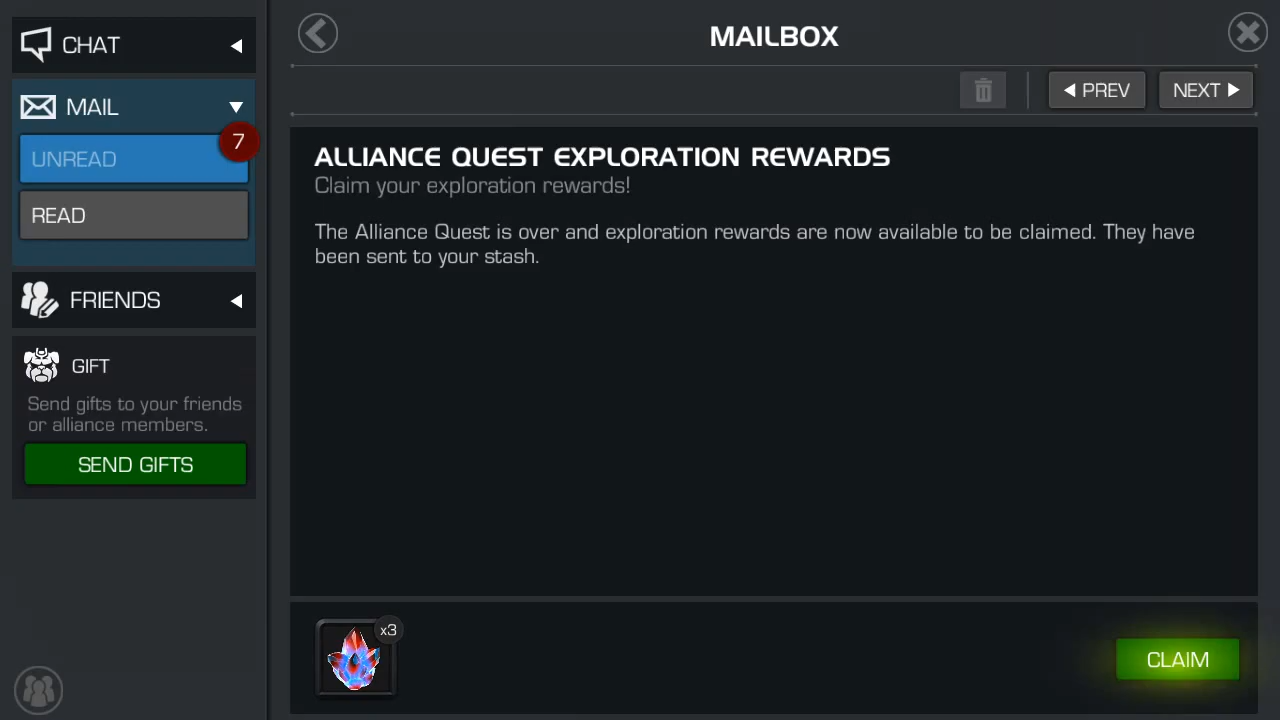 CHAT
MAIL
UNREAD
7
READ
FRIENDS
GIFT
Send gifts to your friends
or alliance members.
SEND GIFTS
MAILBOX
PREV
NEXT
ALLIANCE QUEST EXPLORATION REWARDS
Claim your exploration rewards!
The Alliance Quest is over and exploration rewards are now available to be claimed. They have
been sent to your stash.
x3
CLAIM